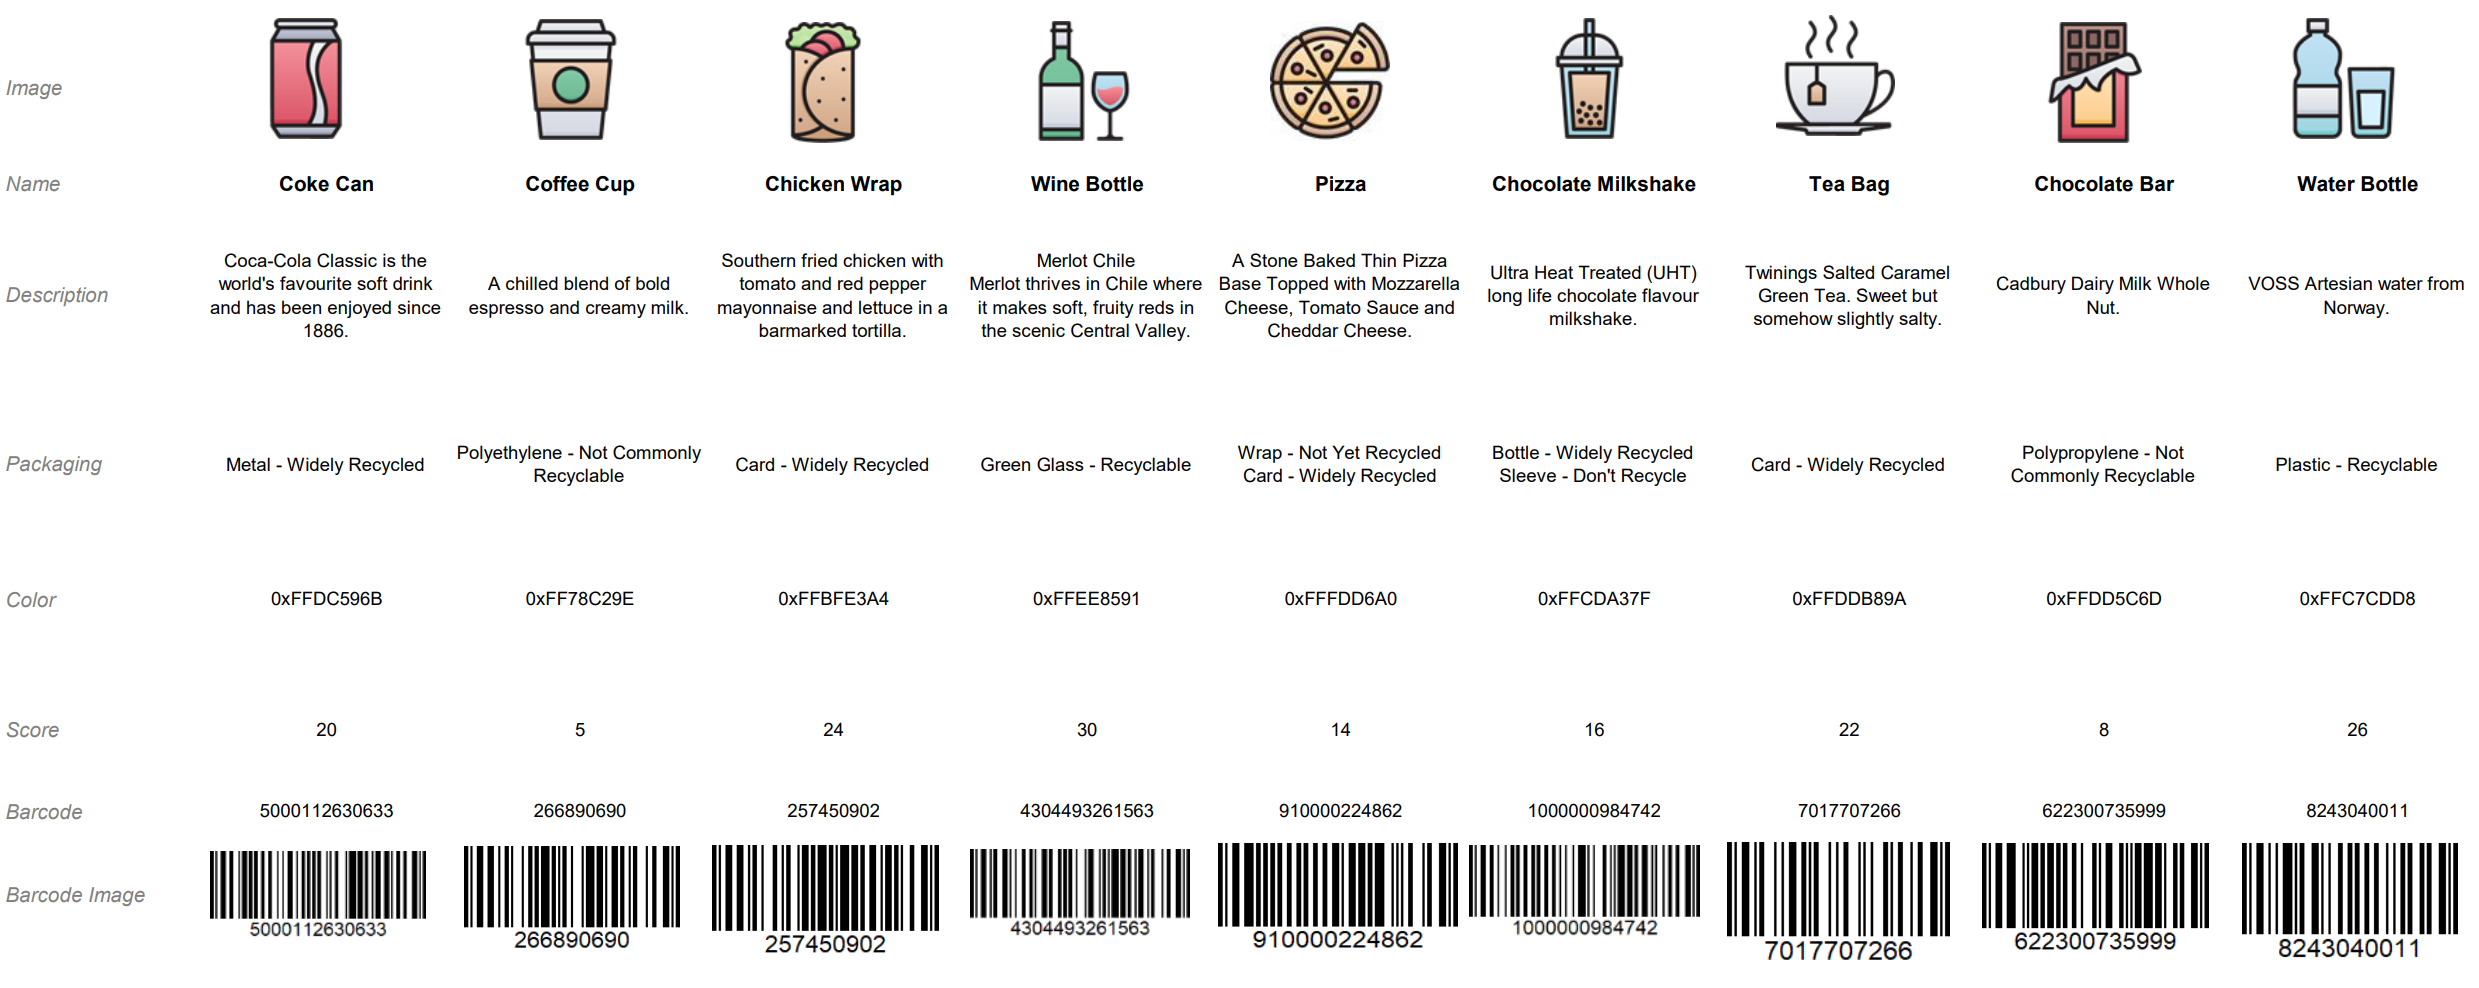 Image
Name
Coke Can
Coffee Cup
Chicken Wrap
Wine Bottle
Pizza
Chocolate Milkshake
Tea Bag
Chocolate Bar
Water Bottle
Description
Coca-Cola Classic is the
world's favourite soft drink
and has been enjoyed since
1886.
A chilled blend of bold
espresso and creamy milk.
Southern fried chicken with
tomato and red pepper
mayonnaise and lettuce in a
barmarked tortilla.
Merlot Chile
Merlot thrives in Chile where
it makes soft, fruity reds in
the scenic Central Valley.
A Stone Baked Thin Pizza
Base Topped with Mozzarella
Cheese, Tomato Sauce and
Cheddar Cheese.
Ultra Heat Treated (UHT)
long life chocolate flavour
milkshake.
Twinings Salted Caramel
Green Tea. Sweet but
somehow slightly salty.
Cadbury Dairy Milk Whole
Nut.
VOSS Artesian water from
Norway.
Packaging
Metal - Widely Recycled
Polyethylene - Not Commonly
Recyclable
Card - Widely Recycled
Green Glass - Recyclable
Wrap - Not Yet Recycled
Card - Widely Recycled
Bottle - Widely Recycled
Sleeve - Don't Recycle
Card - Widely Recycled
Polypropylene - Not
Commonly Recyclable
Plastic - Recyclable
Color
0xFFDC596B
0xFF78C29E
0xFFBFE3A4
0xFFEE8591
0xFFFDD6A0
0xFFCDA37F
0xFFDDB89A
0xFFDD5C6D
0xFFC7CDD8
Score
20
5
24
30
14
16
22
8
26
Barcode
5000112630633
266890690
257450902
4304493261563
910000224862
1000000984742
7017707266
622300735999
8243040011
Barcode Image
5000112630633
266890690
257450902
4304493261563
910000224862
1000000984742
7017707266
622300735999
8243040011